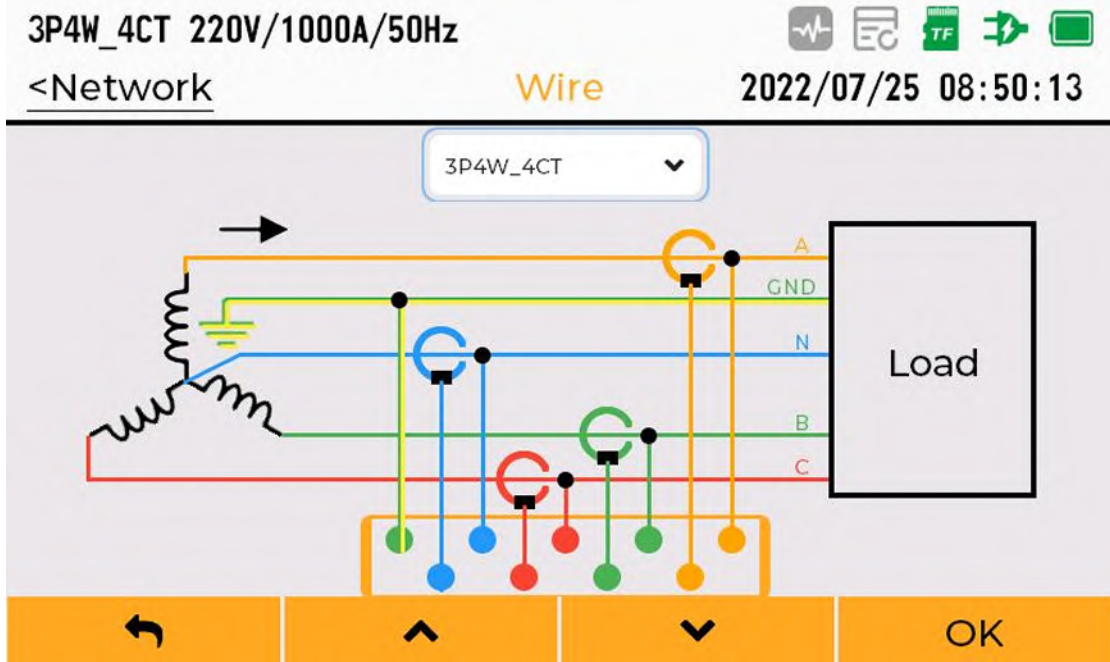 3P4W_4CT 220V/1000A/50Hz
TF
<Network
Wire
2022/07/25 08:50:13
3P4W_4CT
A
GND
N
Load
B
C
OK